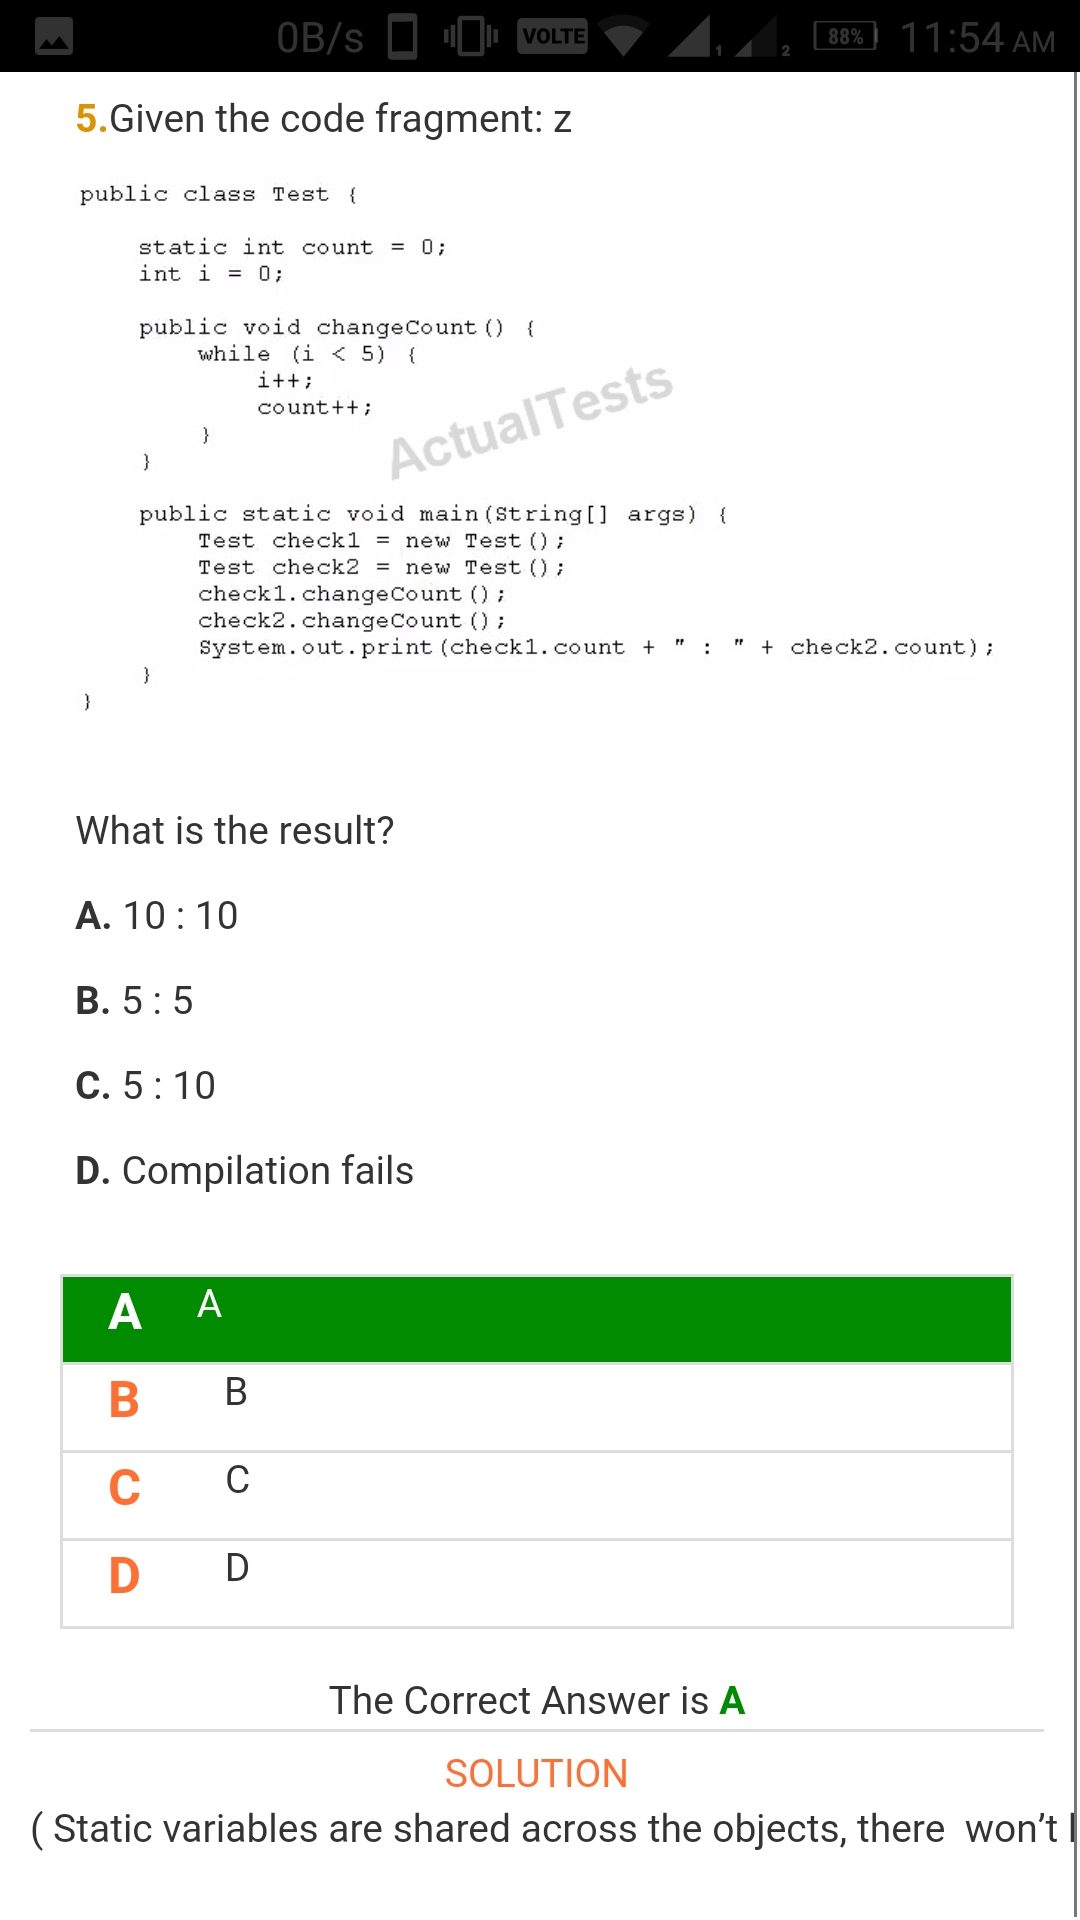 0B/s VOLTE 1 2 88% 11:54 AM
5.Given the code fragment: z
public class Test {
static int count = 0;
int i = 0;
public void changeCount() {
while (i < 5) {
i++;
count++;
}
}
ActualTests
public static void main(String[] args) {
Test check1 = new Test();
Test check2 = new Test();
check1.changeCount();
check2.changeCount();
System.out.print(check1.count + " : " + check2.count);
}
}
What is the result?
A. 10 : 10
B. 5 : 5
C. 5 : 10
D. Compilation fails
A A
B B
C C
D D
The Correct Answer is A
SOLUTION
( Static variables are shared across the objects, there won’t